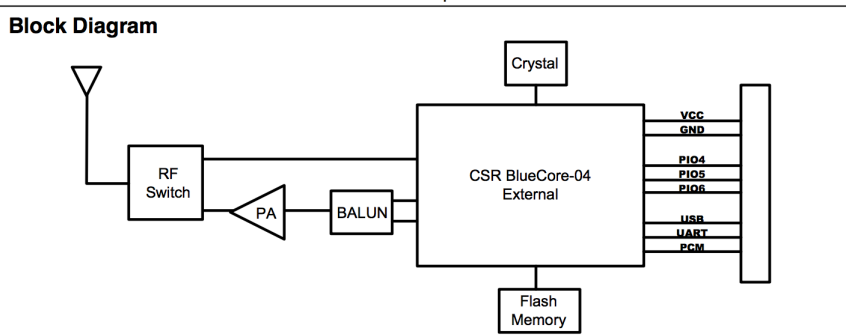 Block Diagram
Crystal
VCC
GND
RF
Switch
CSR BlueCore-04
External
PIO4
PIO5
PIO6
PA
BALUN
USB
UART
PCM
Flash
Memory